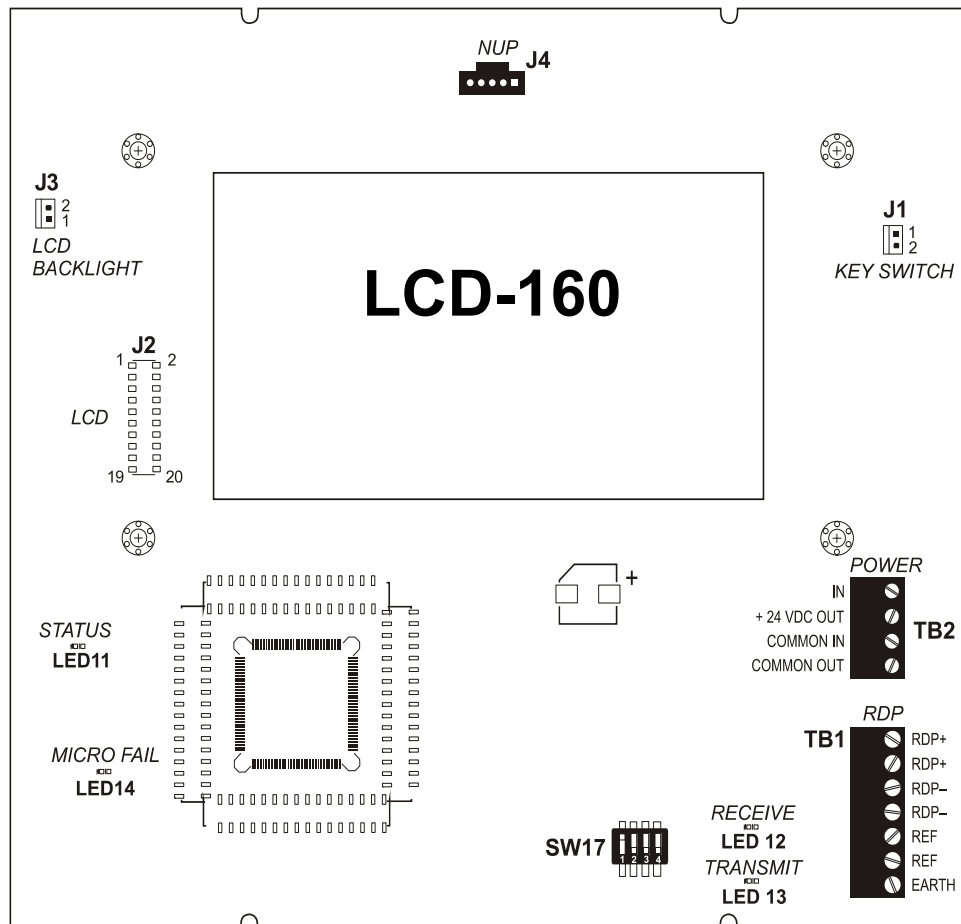 NUP
J4
J3
2
1
LCD
BACKLIGHT
J1
1
2
KEY SWITCH
LCD-160
J2
1 2
LCD
19 20
POWER
IN
+ 24 VDC OUT
COMMON IN
COMMON OUT
TB2
+
STATUS
LED11
MICRO FAIL
LED14
RDP
TB1
RDP+
RDP+
RDP–
RDP–
REF
REF
EARTH
RECEIVE
LED 12
SW17
1 2 3 4
TRANSMIT
LED 13